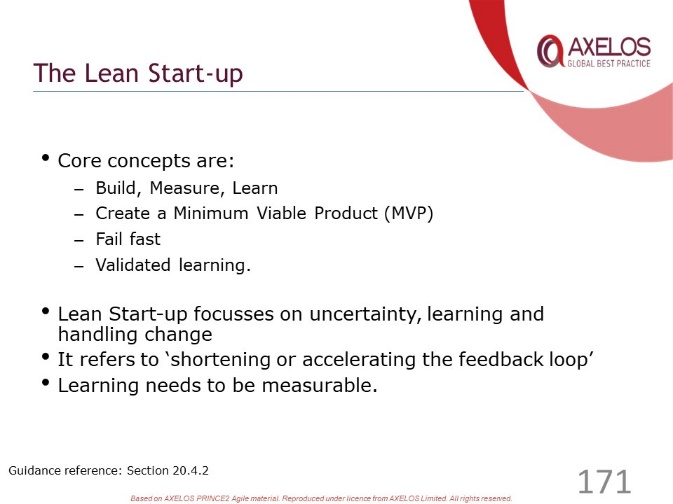 AXELOS
GLOBAL BEST PRACTICE
The Lean Start-up
• Core concepts are:
– Build, Measure, Learn
– Create a Minimum Viable Product (MVP)
– Fail fast
– Validated learning.
• Lean Start-up focusses on uncertainty, learning and
handling change
• It refers to ‘shortening or accelerating the feedback loop’
• Learning needs to be measurable.
Guidance reference: Section 20.4.2
171
Based on AXELOS PRINCE2 Agile material. Reproduced under licence from AXELOS Limited. All rights reserved.